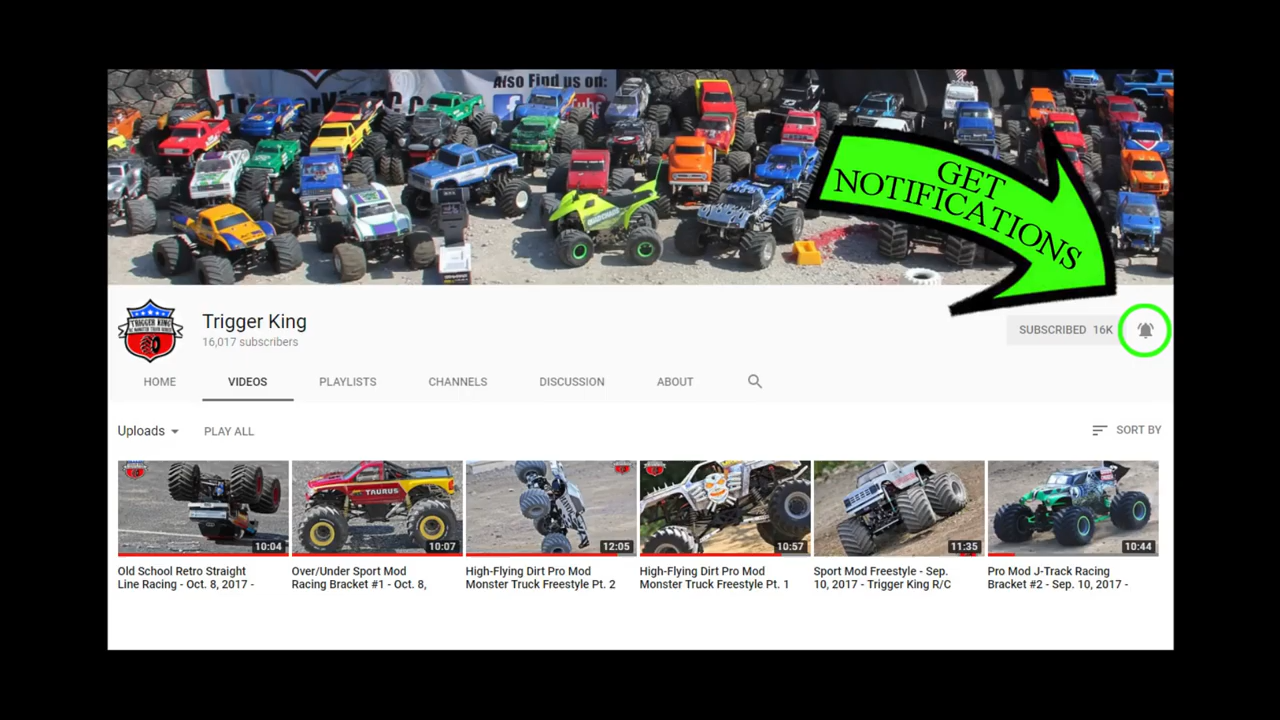 Also Find us on:
GET
NOTIFICATIONS
TRIGGER KING
Trigger King
16,017 subscribers
SUBSCRIBED 16K
HOME
VIDEOS
PLAYLISTS
CHANNELS
DISCUSSION
ABOUT
Uploads
PLAY ALL
SORT BY
TAURUS
10:04
10:07
12:05
10:57
11:35
10:44
Old School Retro Straight
Line Racing - Oct. 8, 2017 -
Over/Under Sport Mod
Racing Bracket #1 - Oct. 8,
High-Flying Dirt Pro Mod
Monster Truck Freestyle Pt. 2
High-Flying Dirt Pro Mod
Monster Truck Freestyle Pt. 1
Sport Mod Freestyle - Sep.
10, 2017 - Trigger King R/C
Pro Mod J-Track Racing
Bracket #2 - Sep. 10, 2017 -